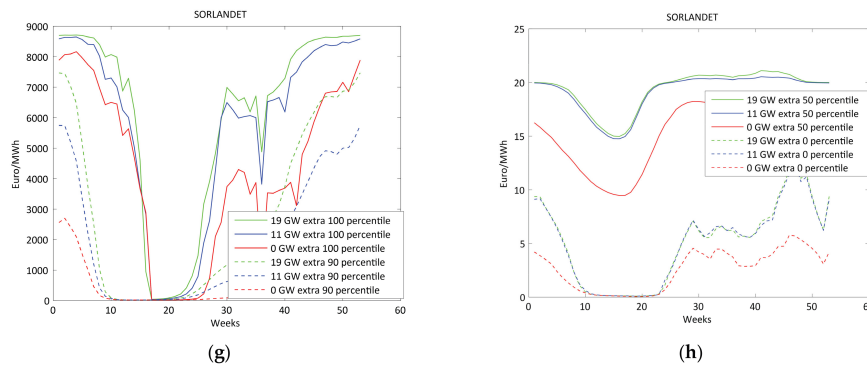 SORLANDET
9000
8000
7000
6000
5000
4000
3000
2000
1000
0
Euro/MWh
0 10 20 30 40 50 60
Weeks
19 GW extra 100 percentile
11 GW extra 100 percentile
0 GW extra 100 percentile
19 GW extra 90 percentile
11 GW extra 90 percentile
0 GW extra 90 percentile
(g)
SORLANDET
25
20
15
10
5
0
Euro/MWh
0 10 20 30 40 50 60
Weeks
19 GW extra 50 percentile
11 GW extra 50 percentile
0 GW extra 50 percentile
19 GW extra 0 percentile
11 GW extra 0 percentile
0 GW extra 0 percentile
(h)